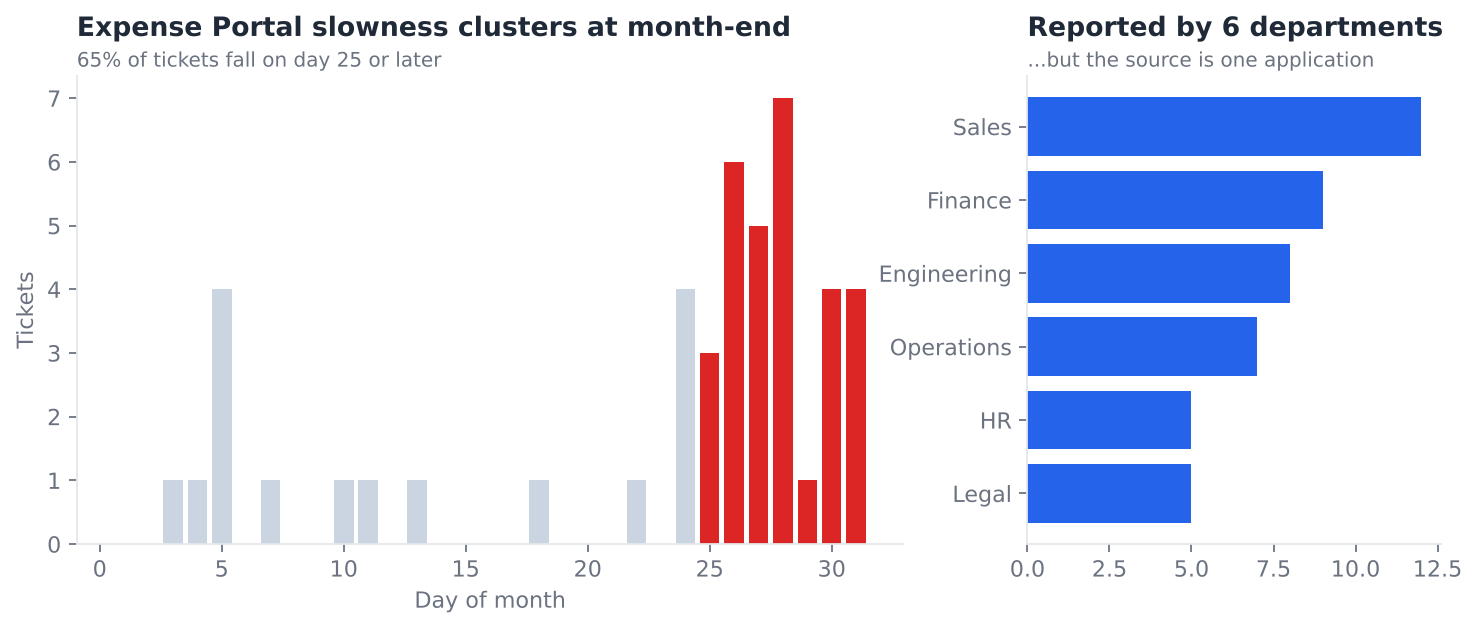 Expense Portal slowness clusters at month-end
65% of tickets fall on day 25 or later
Tickets
7
6
5
4
3
2
1
0
0 5 10 15 20 25 30
Day of month
Reported by 6 departments
...but the source is one application
Sales
Finance
Engineering
Operations
HR
Legal
0.0 2.5 5.0 7.5 10.0 12.5